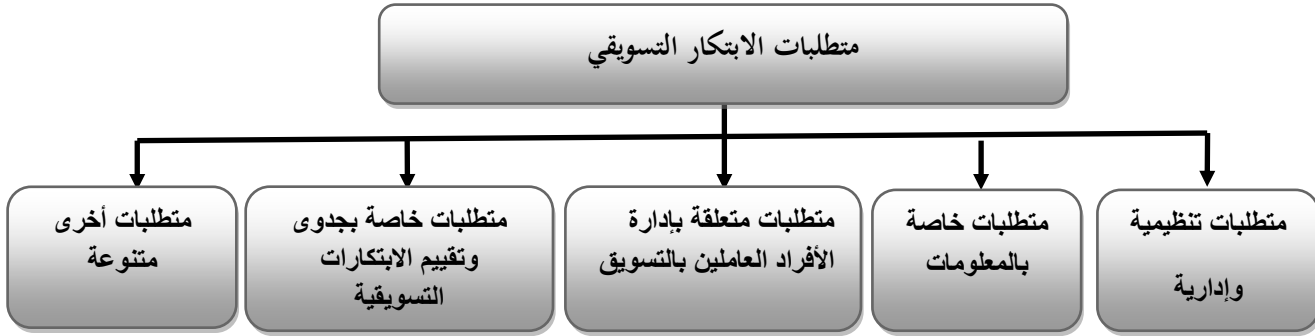 متطلبات الابتكار التسويقي
متطلبات تنظيمية
وإدارية
متطلبات خاصة
بالمعلومات
متطلبات متعلقة بإدارة
الأفراد العاملين بالتسويق
متطلبات خاصة بجدوى
وتقييم الابتكارات
التسويقية
متطلبات أخرى
متنوعة